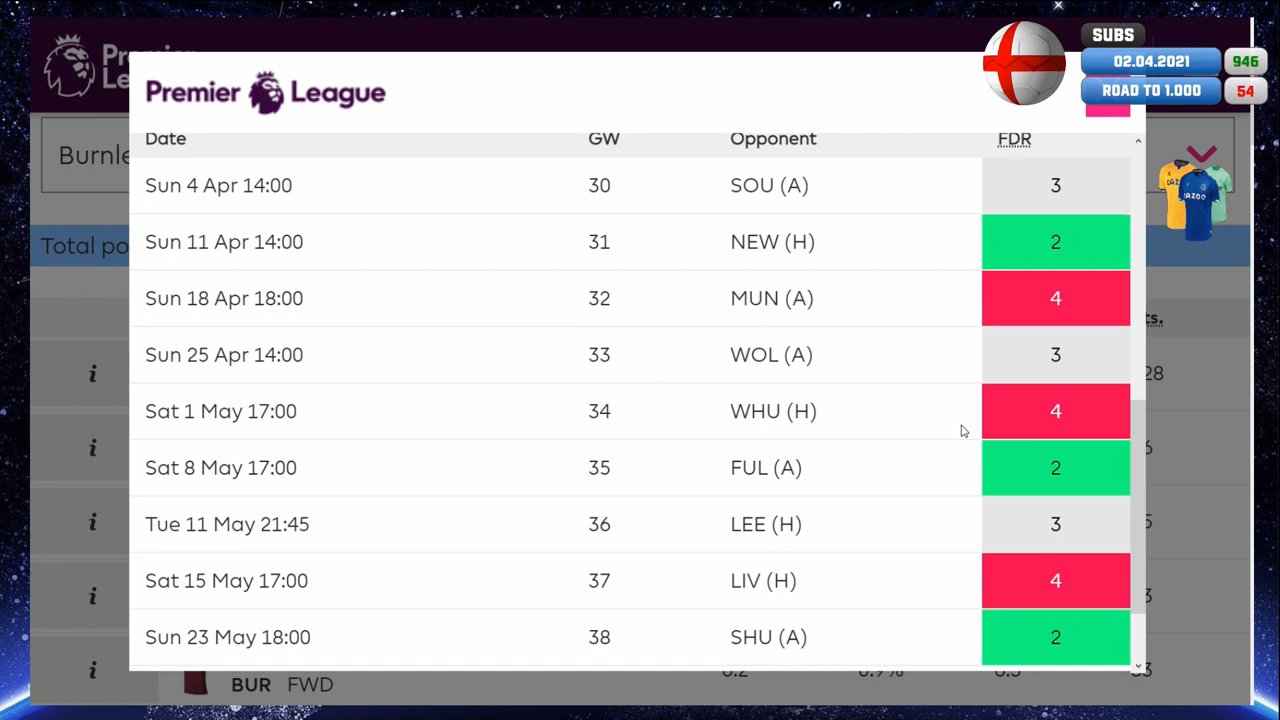 SUBS
02.04.2021 946
ROAD TO 1.000 54
Premier League
Date GW Opponent FDR
Sun 4 Apr 14:00 30 SOU (A) 3
Sun 11 Apr 14:00 31 NEW (H) 2
Sun 18 Apr 18:00 32 MUN (A) 4
Sun 25 Apr 14:00 33 WOL (A) 3
Sat 1 May 17:00 34 WHU (H) 4
Sat 8 May 17:00 35 FUL (A) 2
Tue 11 May 21:45 36 LEE (H) 3
Sat 15 May 17:00 37 LIV (H) 4
Sun 23 May 18:00 38 SHU (A) 2
Total
BUR FWD